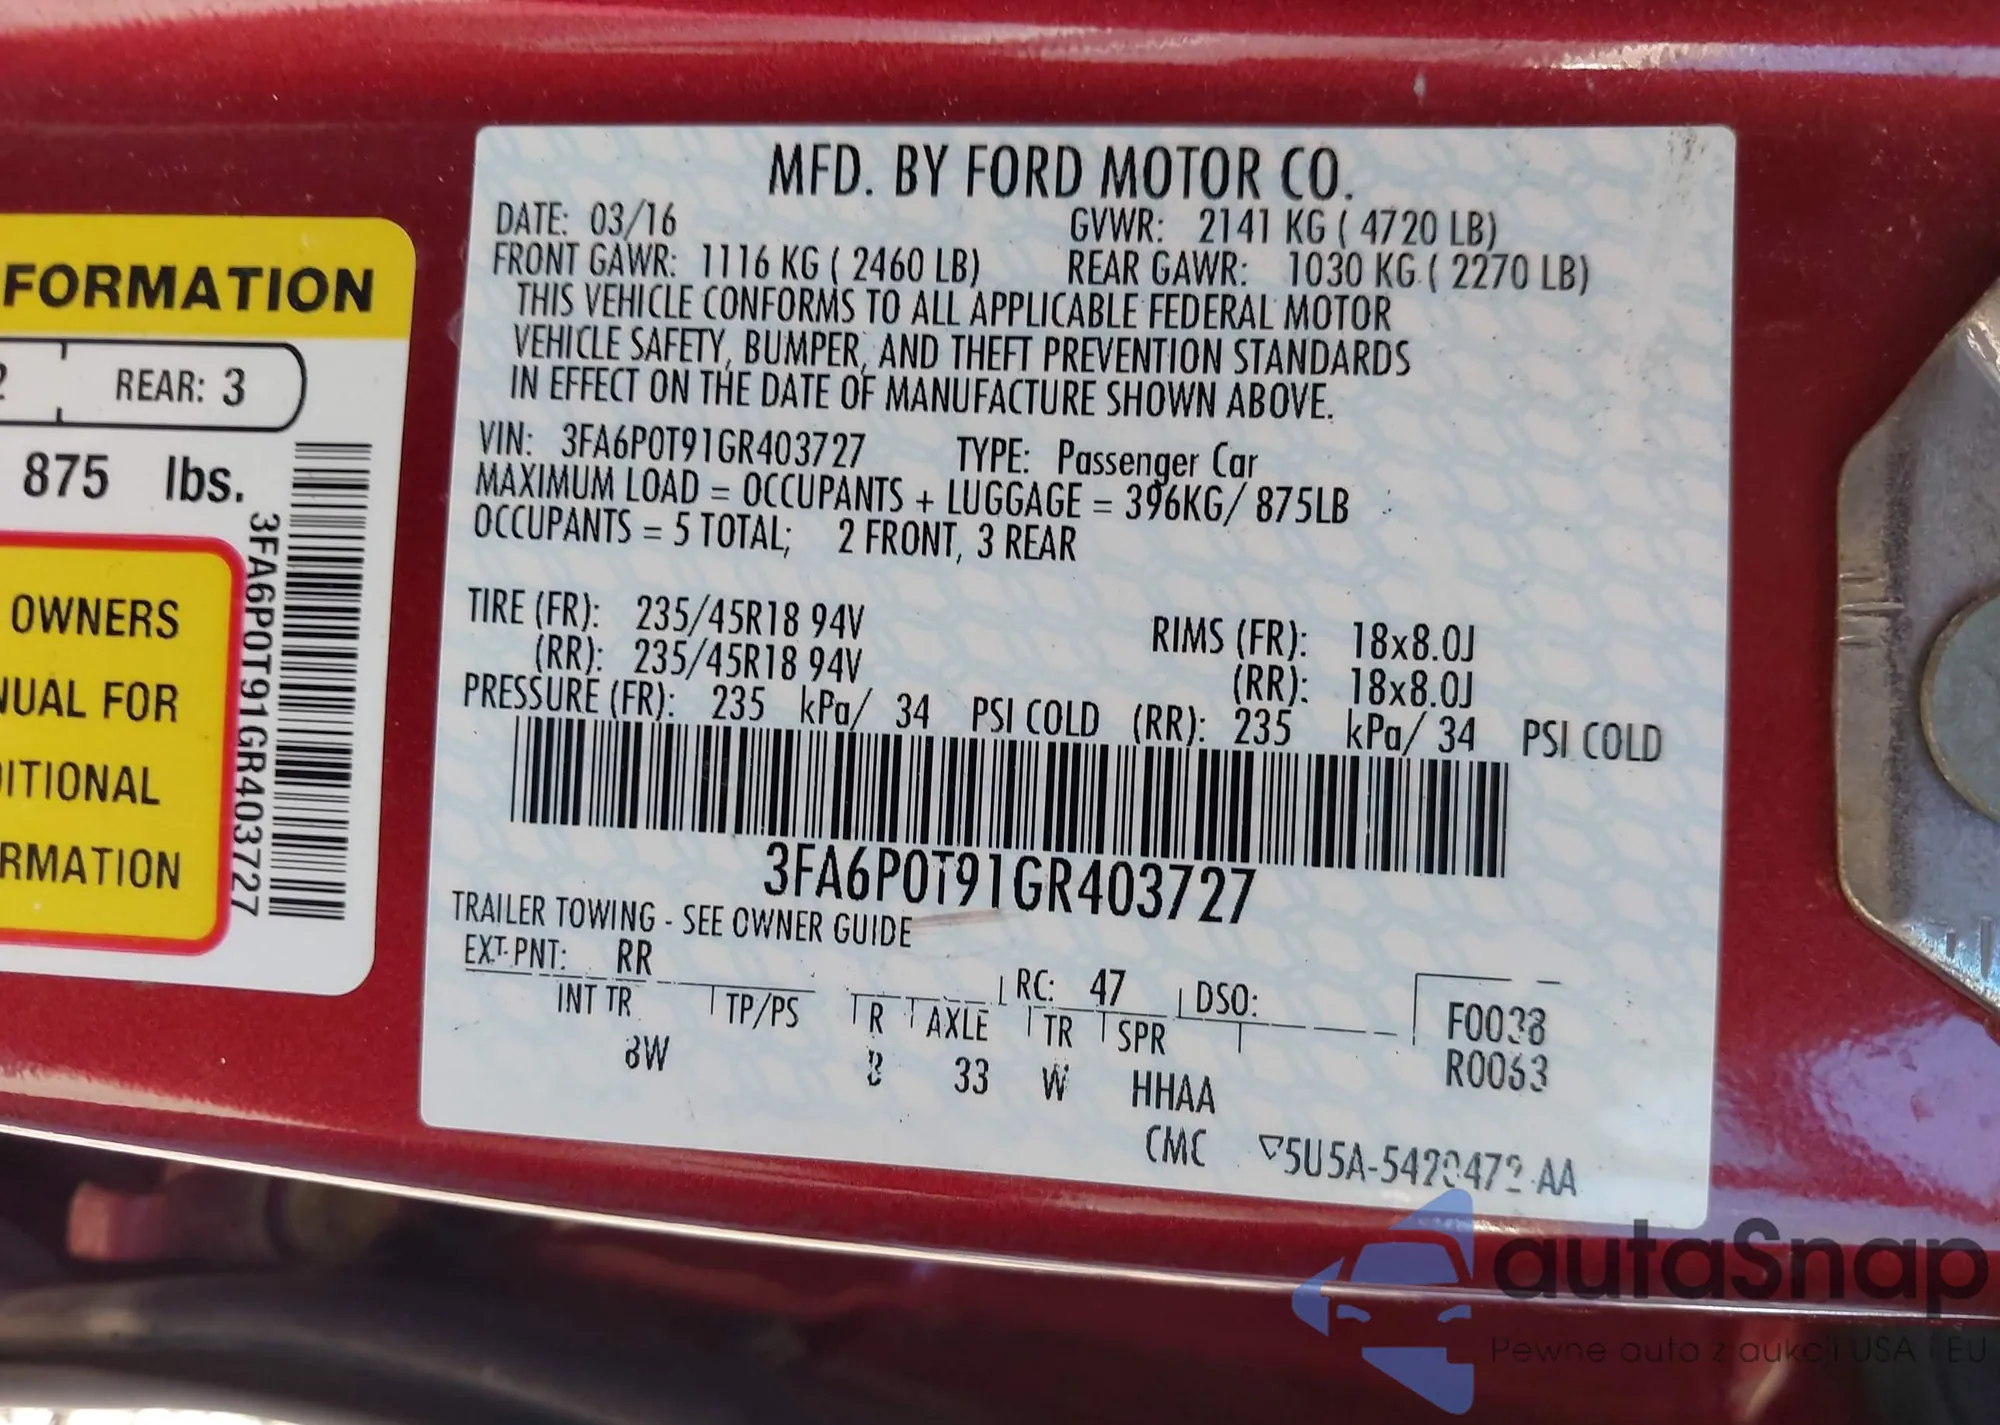 FORMATION
2 REAR: 3
875 lbs.
3FA6P0T91GR403727
OWNERS
NUAL FOR
DITIONAL
RMATION
MFD. BY FORD MOTOR CO.
DATE: 03/16 GVWR: 2141 KG ( 4720 LB)
FRONT GAWR: 1116 KG ( 2460 LB) REAR GAWR: 1030 KG ( 2270 LB)
THIS VEHICLE CONFORMS TO ALL APPLICABLE FEDERAL MOTOR
VEHICLE SAFETY, BUMPER, AND THEFT PREVENTION STANDARDS
IN EFFECT ON THE DATE OF MANUFACTURE SHOWN ABOVE.
VIN: 3FA6P0T91GR403727 TYPE: Passenger Car
MAXIMUM LOAD = OCCUPANTS + LUGGAGE = 396KG/ 875LB
OCCUPANTS = 5 TOTAL; 2 FRONT, 3 REAR
TIRE (FR): 235/45R18 94V RIMS (FR): 18x8.0J
(RR): 235/45R18 94V (RR): 18x8.0J
PRESSURE (FR): 235 kPa/ 34 PSI COLD (RR): 235 kPa/ 34 PSI COLD
3FA6P0T91GR403727
TRAILER TOWING - SEE OWNER GUIDE
EXT PNT: RR RC: 47 DSO:
INT TR TP/PS R AXLE TR SPR F0038
8W 33 W HHAA R0063
CMC
autaSnap
Pewne auto z aukcji USA i EU